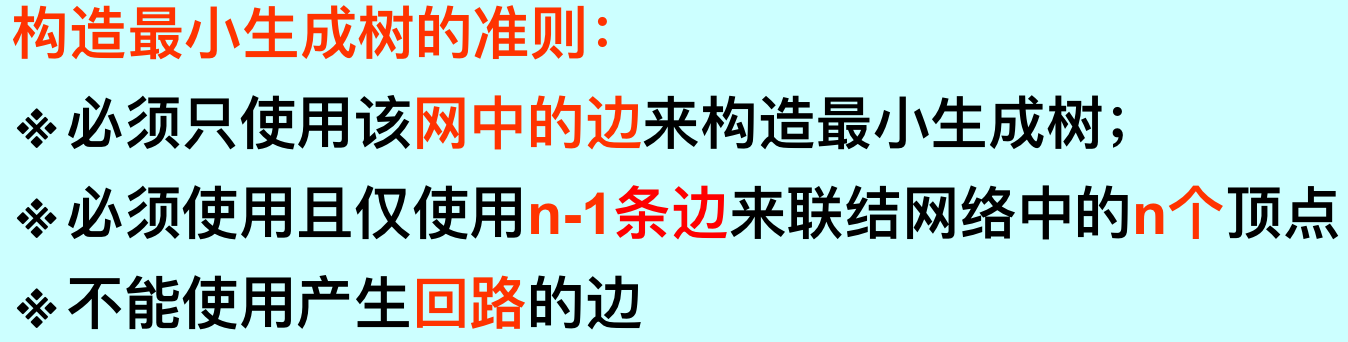 构造最小生成树的准则：
❖必须只使用该网中的边来构造最小生成树；
❖必须使用且仅使用n-1条边来联结网络中的n个顶点
❖不能使用产生回路的边